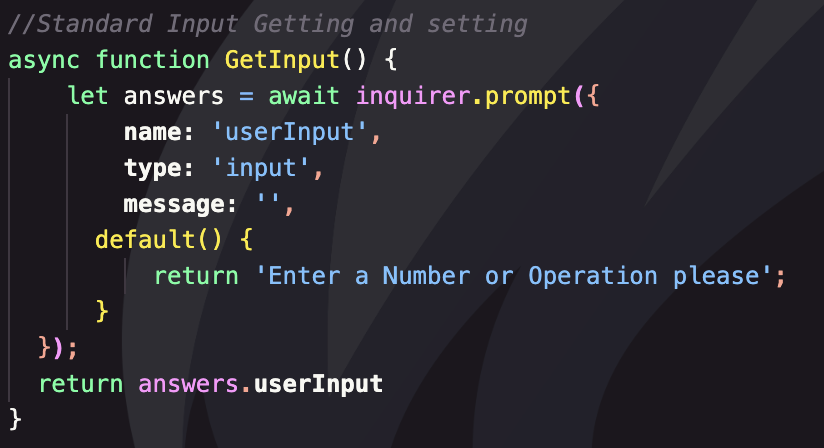 //Standard Input Getting and setting
async function GetInput() {
    let answers = await inquirer.prompt({
        name: 'userInput',
        type: 'input',
        message: '',
      default() {
          return 'Enter a Number or Operation please';
      }
  });
  return answers.userInput
}